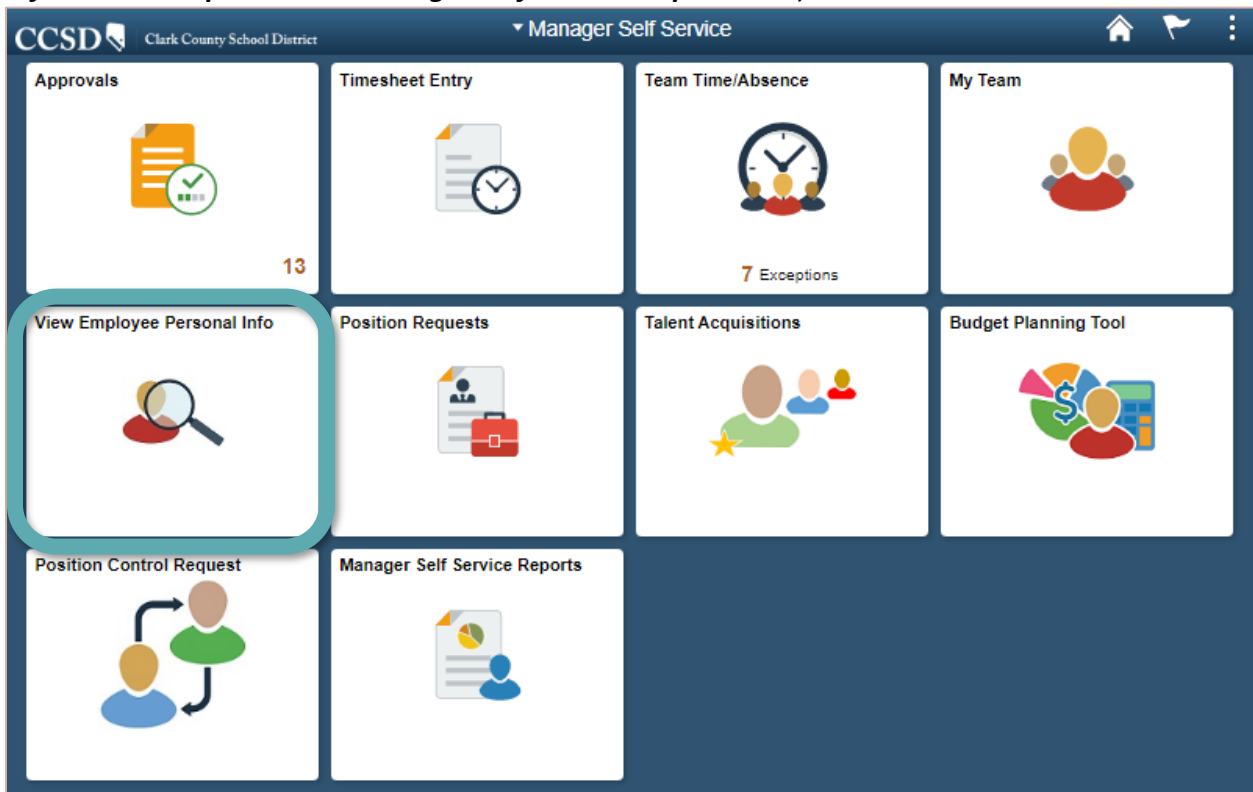 CCSD Clark County School District
Manager Self Service
Approvals
Timesheet Entry
Team Time/Absence
My Team
13
7 Exceptions
View Employee Personal Info
Position Requests
Talent Acquisitions
Budget Planning Tool
Position Control Request
Manager Self Service Reports